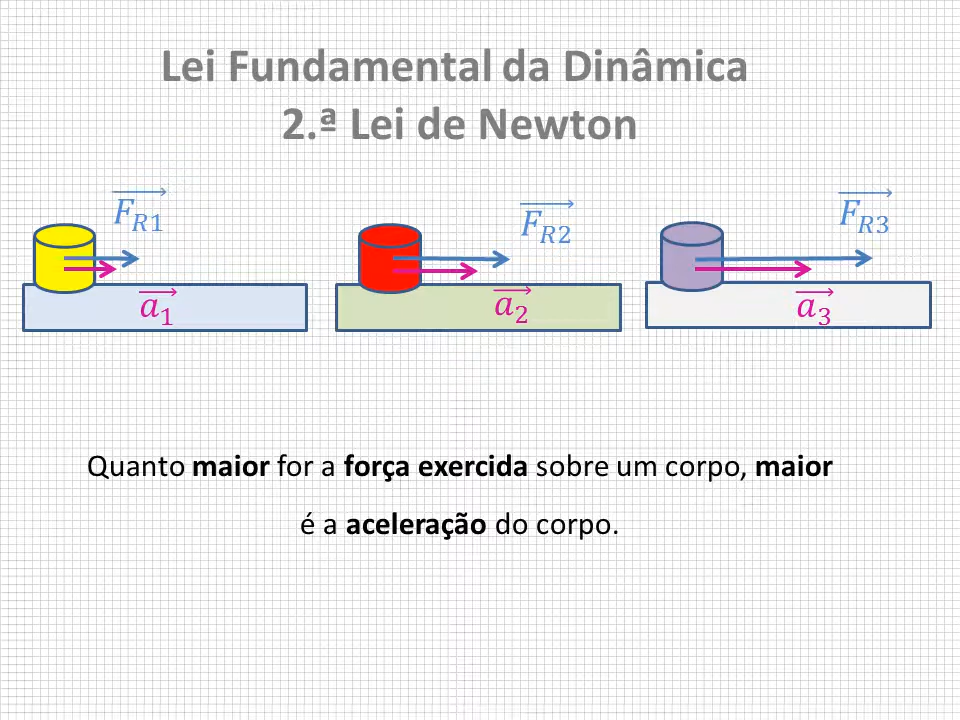 Lei Fundamental da Dinâmica
2.ª Lei de Newton
F_R1
F_R2
F_R3
a_1
a_2
a_3
Quanto maior for a força exercida sobre um corpo, maior
é a aceleração do corpo.